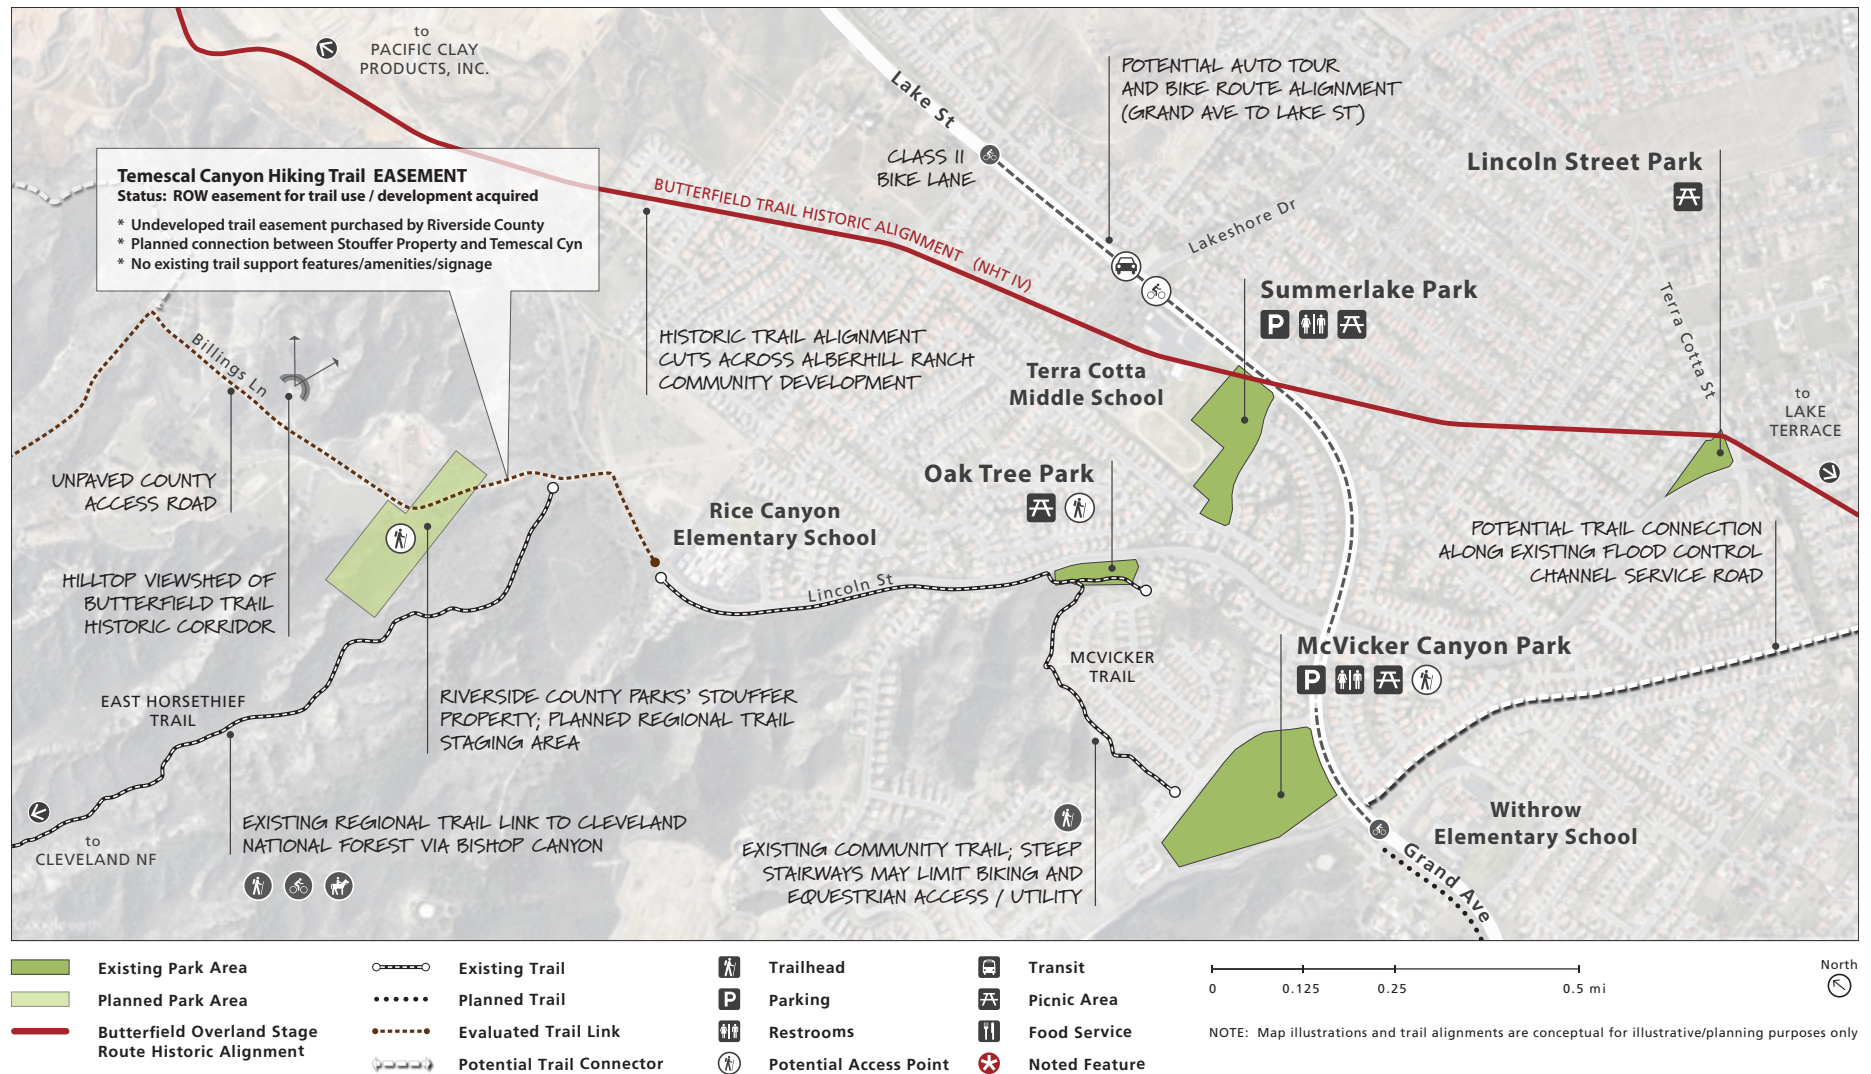 to
PACIFIC CLAY
PRODUCTS, INC.
Lake St
POTENTIAL AUTO TOUR
AND BIKE ROUTE ALIGNMENT
(GRAND AVE TO LAKE ST)
CLASS II
BIKE LANE
Lincoln Street Park
Temescal Canyon Hiking Trail EASEMENT
Status: ROW easement for trail use / development acquired
* Undeveloped trail easement purchased by Riverside County
* Planned connection between Stouffer Property and Temescal Cyn
* No existing trail support features/amenities/signage
BUTTERFIELD TRAIL HISTORIC ALIGNMENT (NHT IV)
Lakeshore Dr
Summerlake Park
P
Terra Cotta St
Billings Ln
HISTORIC TRAIL ALIGNMENT
CUTS ACROSS ALBERHILL RANCH
COMMUNITY DEVELOPMENT
Terra Cotta
Middle School
to
LAKE
TERRACE
UNPAVED COUNTY
ACCESS ROAD
Oak Tree Park
Rice Canyon
Elementary School
POTENTIAL TRAIL CONNECTION
ALONG EXISTING FLOOD CONTROL
CHANNEL SERVICE ROAD
HILLTOP VIEWSHED OF
BUTTERFIELD TRAIL
HISTORIC CORRIDOR
Lincoln St
McVicker Canyon Park
P
MCVICKER
TRAIL
EAST HORSETHIEF
TRAIL
RIVERSIDE COUNTY PARKS' STOUFFER
PROPERTY; PLANNED REGIONAL TRAIL
STAGING AREA
to
CLEVELAND NF
EXISTING REGIONAL TRAIL LINK TO CLEVELAND
NATIONAL FOREST VIA BISHOP CANYON
EXISTING COMMUNITY TRAIL; STEEP
STAIRWAYS MAY LIMIT BIKING AND
EQUESTRIAN ACCESS / UTILITY
Withrow
Elementary School
Grand Ave
Existing Park Area
Planned Park Area
Butterfield Overland Stage
Route Historic Alignment
Existing Trail
Planned Trail
Evaluated Trail Link
Potential Trail Connector
Trailhead
P Parking
Restrooms
Potential Access Point
Transit
Picnic Area
Food Service
Noted Feature
0 0.125 0.25 0.5 mi
North
NOTE: Map illustrations and trail alignments are conceptual for illustrative/planning purposes only